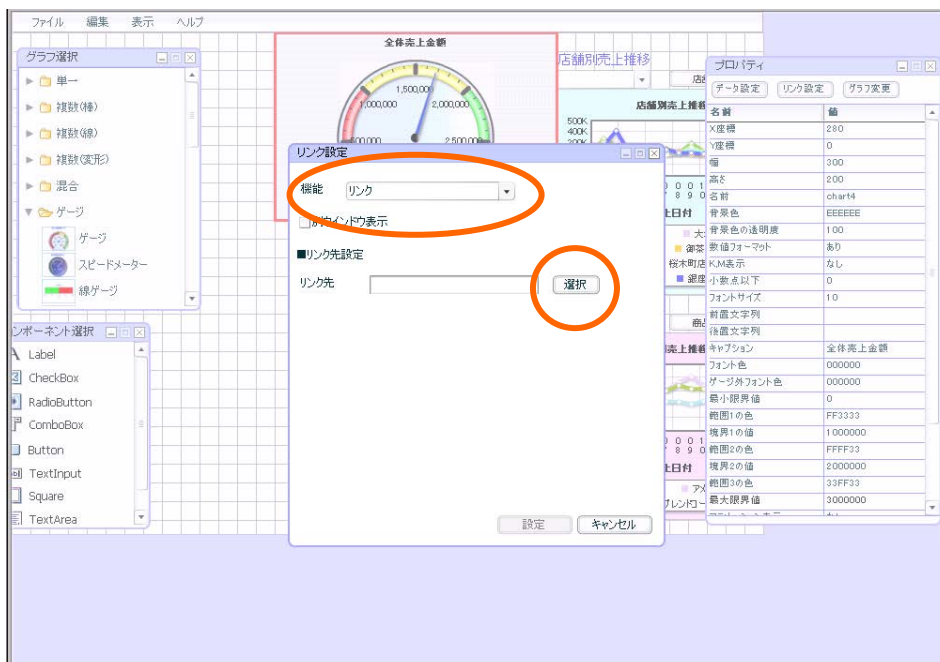 ファイル 編集 表示 ヘルプ
グラフ選択
単一
複数(棒)
複数(線)
複数(変形)
混合
ゲージ
ゲージ
スピードメーター
線ゲージ
ンポーネント選択
Label
CheckBox
RadioButton
ComboBox
Button
TextInput
Square
TextArea
全体売上金額
1,500,000
1,000,000
2,000,000
500,000
2,500,000
店舗別売上推移
店舗別売上推移
500K
400K
リンク設定
機能 リンク
別ウインドウ表示
■リンク先設定
リンク先
選択
設定 キャンセル
桜木町店
銀座
売上推移
プロパティ
データ設定 リンク設定 グラフ変更
名前 値
X座標 280
Y座標 0
幅 300
高さ 200
名前 chart4
背景色 EEEEEE
背景色の透明度 100
数値フォーマット あり
K,M表示 なし
小数点以下 0
フォントサイズ 10
前置文字列
後置文字列
キャプション 全体売上金額
フォント色 000000
ゲージ外フォント色 000000
最小限界値 0
範囲1の色 FF3333
境界1の値 1000000
範囲2の色 FFFF33
境界2の値 2000000
範囲3の色 33FF33
最大限界値 3000000